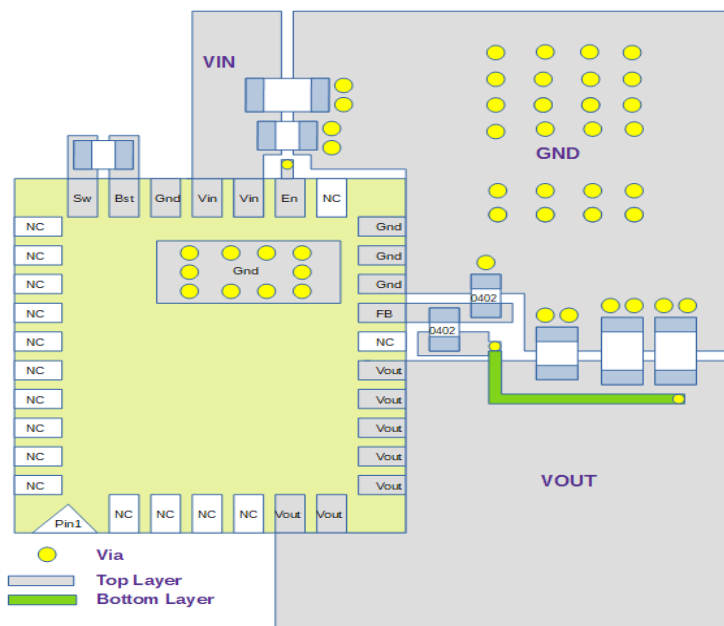 VIN
GND
Sw Bst Gnd Vin Vin En NC
NC Gnd
NC Gnd
Gnd
NC Gnd
0402
NC FB
0402
NC NC
NC Vout
NC Vout
NC Vout
NC Vout
VOUT
NC Vout
NC NC NC NC Vout Vout
Pin1
Via
Top Layer
Bottom Layer